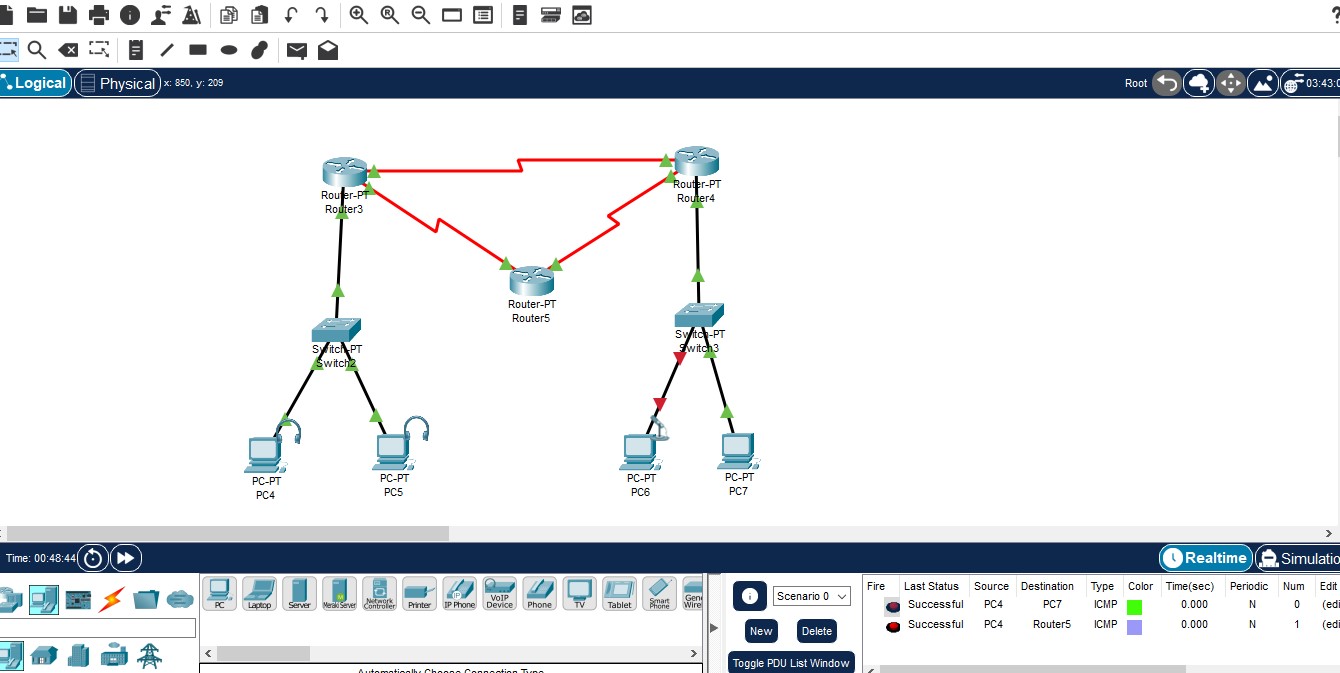 Logical
Physical
x: 850, y: 209
Root
03:43:0
Router-PT
Router3
Router-PT
Router4
Router-PT
Router5
Switch-PT
Switch2
Switch-PT
Switch3
PC-PT
PC4
PC-PT
PC5
PC-PT
PC6
PC-PT
PC7
Time: 00:48:44
Realtime
Simulatio
PC
Laptop
Server
Meraki Server
Network
Controller
Printer
IP Phone
VoIP
Device
Phone
TV
Tablet
Smart
Phone
Gene
Wire
Automatically Choose Connection Type
Scenario 0
New
Delete
Toggle PDU List Window
Fire Last Status Source Destination Type Color Time(sec) Periodic Num Edit
Successful PC4 PC7 ICMP 0.000 N 0 (edi
Successful PC4 Router5 ICMP 0.000 N 1 (edi